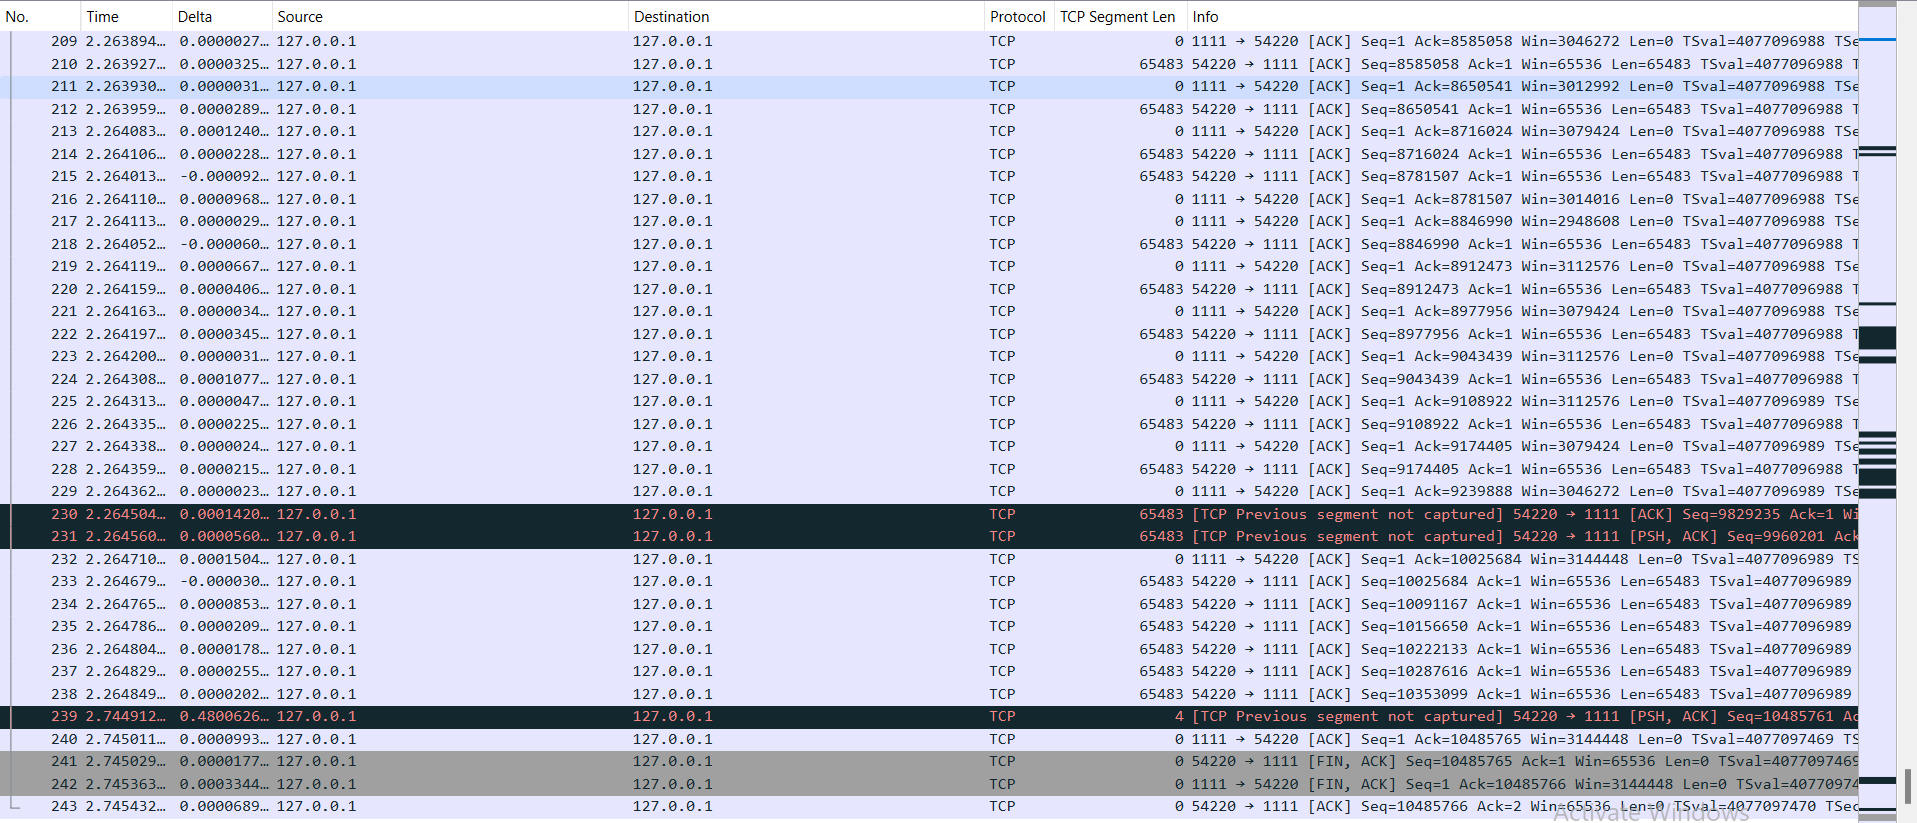 No. Time Delta Source Destination Protocol TCP Segment Len Info
209 2.263894… 0.0000027… 127.0.0.1 127.0.0.1 TCP 0 1111 → 54220 [ACK] Seq=1 Ack=8585058 Win=3046272 Len=0 TSval=4077096988 TSe
210 2.263927… 0.0000325… 127.0.0.1 127.0.0.1 TCP 65483 54220 → 1111 [ACK] Seq=8585058 Ack=1 Win=65536 Len=65483 TSval=4077096988 T
211 2.263930… 0.0000031… 127.0.0.1 127.0.0.1 TCP 0 1111 → 54220 [ACK] Seq=1 Ack=8650541 Win=3012992 Len=0 TSval=4077096988 TSe
212 2.263959… 0.0000289… 127.0.0.1 127.0.0.1 TCP 65483 54220 → 1111 [ACK] Seq=8650541 Ack=1 Win=65536 Len=65483 TSval=4077096988 T
213 2.264083… 0.0001240… 127.0.0.1 127.0.0.1 TCP 0 1111 → 54220 [ACK] Seq=1 Ack=8716024 Win=3079424 Len=0 TSval=4077096988 TSe
214 2.264106… 0.0000228… 127.0.0.1 127.0.0.1 TCP 65483 54220 → 1111 [ACK] Seq=8716024 Ack=1 Win=65536 Len=65483 TSval=4077096988 T
215 2.264013… -0.000092… 127.0.0.1 127.0.0.1 TCP 65483 54220 → 1111 [ACK] Seq=8781507 Ack=1 Win=65536 Len=65483 TSval=4077096988 T
216 2.264110… 0.0000968… 127.0.0.1 127.0.0.1 TCP 0 1111 → 54220 [ACK] Seq=1 Ack=8781507 Win=3014016 Len=0 TSval=4077096988 TSe
217 2.264113… 0.0000029… 127.0.0.1 127.0.0.1 TCP 0 1111 → 54220 [ACK] Seq=1 Ack=8846990 Win=2948608 Len=0 TSval=4077096988 TSe
218 2.264052… -0.000060… 127.0.0.1 127.0.0.1 TCP 65483 54220 → 1111 [ACK] Seq=8846990 Ack=1 Win=65536 Len=65483 TSval=4077096988 T
219 2.264119… 0.0000667… 127.0.0.1 127.0.0.1 TCP 0 1111 → 54220 [ACK] Seq=1 Ack=8912473 Win=3112576 Len=0 TSval=4077096988 TSe
220 2.264159… 0.0000406… 127.0.0.1 127.0.0.1 TCP 65483 54220 → 1111 [ACK] Seq=8912473 Ack=1 Win=65536 Len=65483 TSval=4077096988 T
221 2.264163… 0.0000034… 127.0.0.1 127.0.0.1 TCP 0 1111 → 54220 [ACK] Seq=1 Ack=8977956 Win=3079424 Len=0 TSval=4077096988 TSe
222 2.264197… 0.0000345… 127.0.0.1 127.0.0.1 TCP 65483 54220 → 1111 [ACK] Seq=8977956 Ack=1 Win=65536 Len=65483 TSval=4077096988 T
223 2.264200… 0.0000031… 127.0.0.1 127.0.0.1 TCP 0 1111 → 54220 [ACK] Seq=1 Ack=9043439 Win=3112576 Len=0 TSval=4077096988 TSe
224 2.264308… 0.0001077… 127.0.0.1 127.0.0.1 TCP 65483 54220 → 1111 [ACK] Seq=9043439 Ack=1 Win=65536 Len=65483 TSval=4077096988 T
225 2.264313… 0.0000047… 127.0.0.1 127.0.0.1 TCP 0 1111 → 54220 [ACK] Seq=1 Ack=9108922 Win=3112576 Len=0 TSval=4077096989 TSe
226 2.264335… 0.0000225… 127.0.0.1 127.0.0.1 TCP 65483 54220 → 1111 [ACK] Seq=9108922 Ack=1 Win=65536 Len=65483 TSval=4077096988 T
227 2.264338… 0.0000024… 127.0.0.1 127.0.0.1 TCP 0 1111 → 54220 [ACK] Seq=1 Ack=9174405 Win=3079424 Len=0 TSval=4077096989 TSe
228 2.264359… 0.0000215… 127.0.0.1 127.0.0.1 TCP 65483 54220 → 1111 [ACK] Seq=9174405 Ack=1 Win=65536 Len=65483 TSval=4077096988 T
229 2.264362… 0.0000023… 127.0.0.1 127.0.0.1 TCP 0 1111 → 54220 [ACK] Seq=1 Ack=9239888 Win=3046272 Len=0 TSval=4077096989 TSe
230 2.264504… 0.0001420… 127.0.0.1 127.0.0.1 TCP 65483 [TCP Previous segment not captured] 54220 → 1111 [ACK] Seq=9829235 Ack=1 Wi
231 2.264560… 0.0000560… 127.0.0.1 127.0.0.1 TCP 65483 [TCP Previous segment not captured] 54220 → 1111 [PSH, ACK] Seq=9960201 Ack
232 2.264710… 0.0001504… 127.0.0.1 127.0.0.1 TCP 0 1111 → 54220 [ACK] Seq=1 Ack=10025684 Win=3144448 Len=0 TSval=4077096989 TS
233 2.264679… -0.000030… 127.0.0.1 127.0.0.1 TCP 65483 54220 → 1111 [ACK] Seq=10025684 Ack=1 Win=65536 Len=65483 TSval=4077096989
234 2.264765… 0.0000853… 127.0.0.1 127.0.0.1 TCP 65483 54220 → 1111 [ACK] Seq=10091167 Ack=1 Win=65536 Len=65483 TSval=4077096989
235 2.264786… 0.0000209… 127.0.0.1 127.0.0.1 TCP 65483 54220 → 1111 [ACK] Seq=10156650 Ack=1 Win=65536 Len=65483 TSval=4077096989
236 2.264804… 0.0000178… 127.0.0.1 127.0.0.1 TCP 65483 54220 → 1111 [ACK] Seq=10222133 Ack=1 Win=65536 Len=65483 TSval=4077096989
237 2.264829… 0.0000255… 127.0.0.1 127.0.0.1 TCP 65483 54220 → 1111 [ACK] Seq=10287616 Ack=1 Win=65536 Len=65483 TSval=4077096989
238 2.264849… 0.0000202… 127.0.0.1 127.0.0.1 TCP 65483 54220 → 1111 [ACK] Seq=10353099 Ack=1 Win=65536 Len=65483 TSval=4077096989
239 2.744912… 0.4800626… 127.0.0.1 127.0.0.1 TCP 4 [TCP Previous segment not captured] 54220 → 1111 [PSH, ACK] Seq=10485761 Ac
240 2.745011… 0.0000993… 127.0.0.1 127.0.0.1 TCP 0 1111 → 54220 [ACK] Seq=1 Ack=10485765 Win=3144448 Len=0 TSval=4077097469 TS
241 2.745029… 0.0000177… 127.0.0.1 127.0.0.1 TCP 0 54220 → 1111 [FIN, ACK] Seq=10485765 Ack=1 Win=65536 Len=0 TSval=4077097469
242 2.745363… 0.0003344… 127.0.0.1 127.0.0.1 TCP 0 1111 → 54220 [FIN, ACK] Seq=1 Ack=10485766 Win=3144448 Len=0 TSval=40770974
243 2.745432… 0.0000689… 127.0.0.1 127.0.0.1 TCP 0 54220 → 1111 [ACK] Seq=10485766 Ack=2 Win=65536 Len=0 TSval=4077097470 TSec
Activate Windows